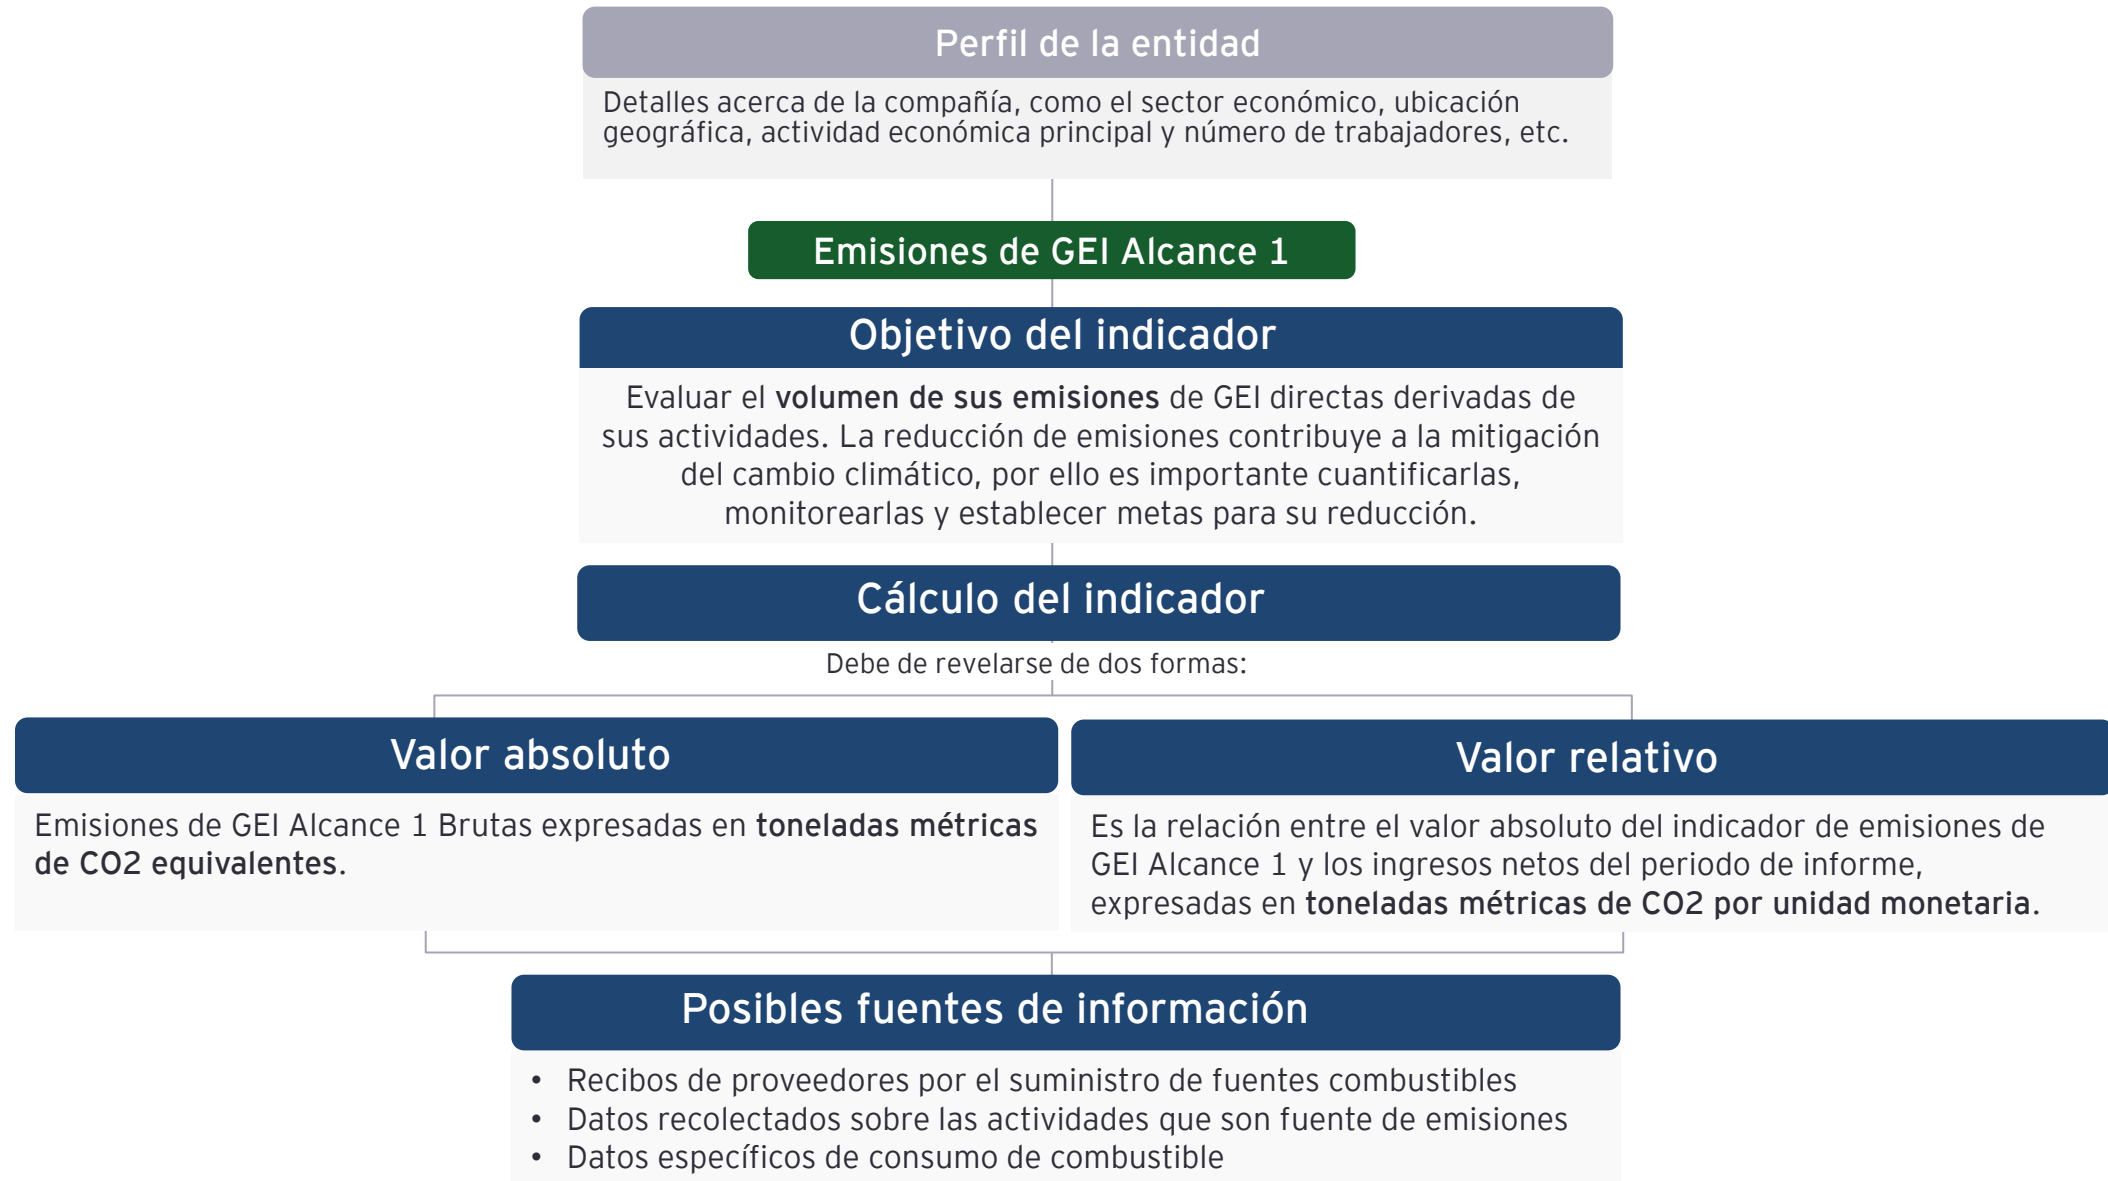 Perfil de la entidad
Detalles acerca de la compañía, como el sector económico, ubicación
geográfica, actividad económica principal y número de trabajadores, etc.
Emisiones de GEI Alcance 1
Objetivo del indicador
Evaluar el volumen de sus emisiones de GEI directas derivadas de
sus actividades. La reducción de emisiones contribuye a la mitigación
del cambio climático, por ello es importante cuantificarlas,
monitorearlas y establecer metas para su reducción.
Cálculo del indicador
Debe de revelarse de dos formas:
Valor absoluto
Emisiones de GEI Alcance 1 Brutas expresadas en toneladas métricas
de CO2 equivalentes.
Valor relativo
Es la relación entre el valor absoluto del indicador de emisiones de
GEI Alcance 1 y los ingresos netos del periodo de informe,
expresadas en toneladas métricas de CO2 por unidad monetaria.
Posibles fuentes de información
• Recibos de proveedores por el suministro de fuentes combustibles
• Datos recolectados sobre las actividades que son fuente de emisiones
• Datos específicos de consumo de combustible